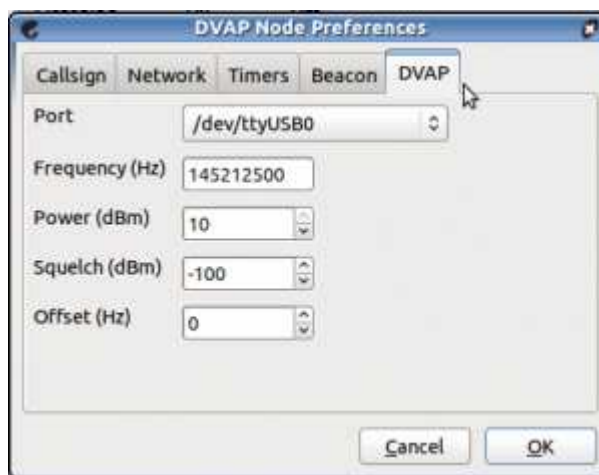 DVAP Node Preferences
Callsign Network Timers Beacon DVAP
Port /dev/ttyUSB0
Frequency (Hz) 145212500
Power (dBm) 10
Squelch (dBm) -100
Offset (Hz) 0
Cancel OK